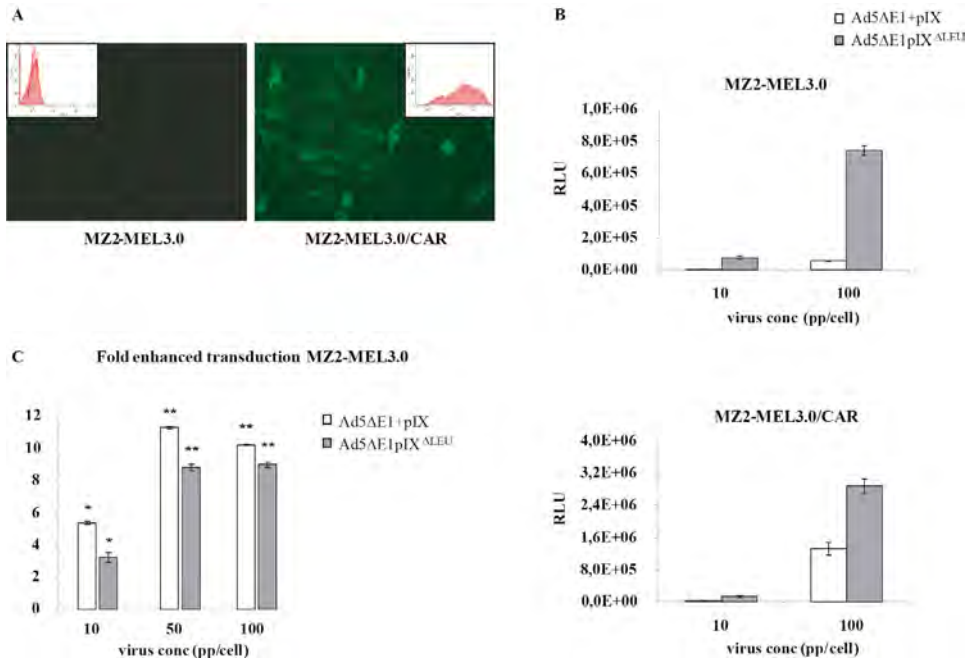 A
MZ2-MEL3.0
MZ2-MEL3.0/CAR
B
Ad5ΔE1+pIX
Ad5ΔE1pIX^ΔLEU
MZ2-MEL3.0
RLU
1,0E+06
8,0E+05
6,0E+05
4,0E+05
2,0E+05
0,0E+00
10
100
virus conc (pp/cell)
C
Fold enhanced transduction MZ2-MEL3.0
12
10
8
6
4
2
0
*
*
**
**
**
**
10
50
100
virus conc (pp/cell)
Ad5ΔE1+pIX
Ad5ΔE1pIX^ΔLEU
MZ2-MEL3.0/CAR
RLU
4,0E+06
3,2E+06
2,4E+06
1,6E+06
8,0E+05
0,0E+00
10
100
virus conc (pp/cell)